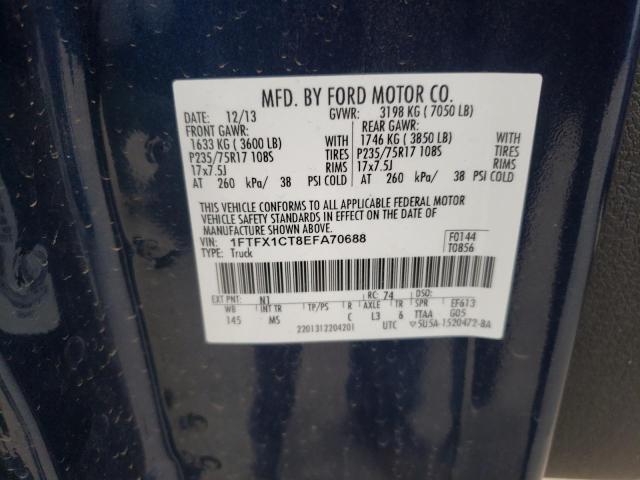 MFD. BY FORD MOTOR CO.
DATE: 12/13 GVWR: 3198 KG ( 7050 LB)
FRONT GAWR: REAR GAWR:
1633 KG ( 3600 LB) WITH 1746 KG ( 3850 LB) WITH
P235/75R17 108S TIRES P235/75R17 108S TIRES
17x7.5J RIMS 17x7.5J RIMS
AT 260 kPa/ 38 PSI COLD AT 260 kPa/ 38 PSI COLD
THIS VEHICLE CONFORMS TO ALL APPLICABLE FEDERAL MOTOR
VEHICLE SAFETY STANDARDS IN EFFECT ON THE DATE OF
MANUFACTURE SHOWN ABOVE.
VIN: 1FTFX1CT8EFA70688 F0144
TYPE: Truck T0856
EXT PNT: N1 RC: 74 DSO:
WB INT TR TP/PS R AXLE TR SPR EF613
145 MS C L3 6 TTAA G05
2201312204201 UTC ▽5U5A-1520472-BA